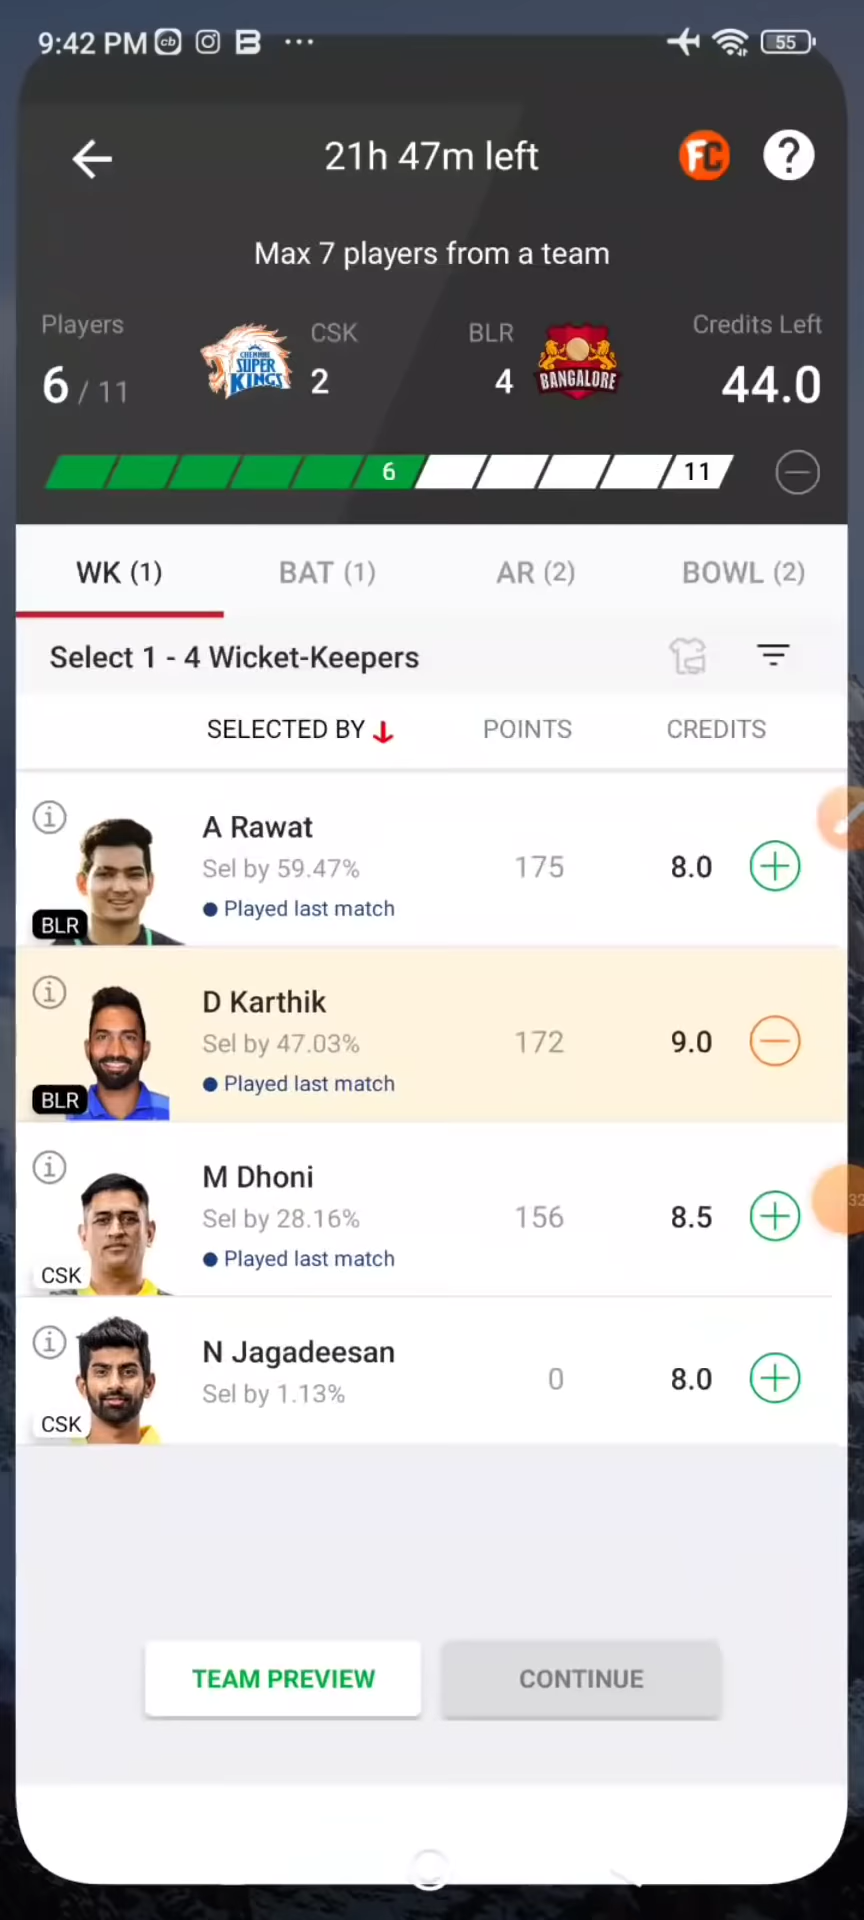 9:42 PM cb B ... 55
21h 47m left FC ?
Max 7 players from a team
Players CSK BLR Credits Left
6 / 11 CHENNAI SUPER KINGS 2 4 BANGALORE 44.0
6 11
WK (1) BAT (1) AR (2) BOWL (2)
Select 1 - 4 Wicket-Keepers
SELECTED BY POINTS CREDITS
A Rawat
Sel by 59.47% 175 8.0
Played last match
BLR
D Karthik
Sel by 47.03% 172 9.0
Played last match
BLR
M Dhoni
Sel by 28.16% 156 8.5
Played last match
CSK
N Jagadeesan
Sel by 1.13% 0 8.0
CSK
TEAM PREVIEW CONTINUE